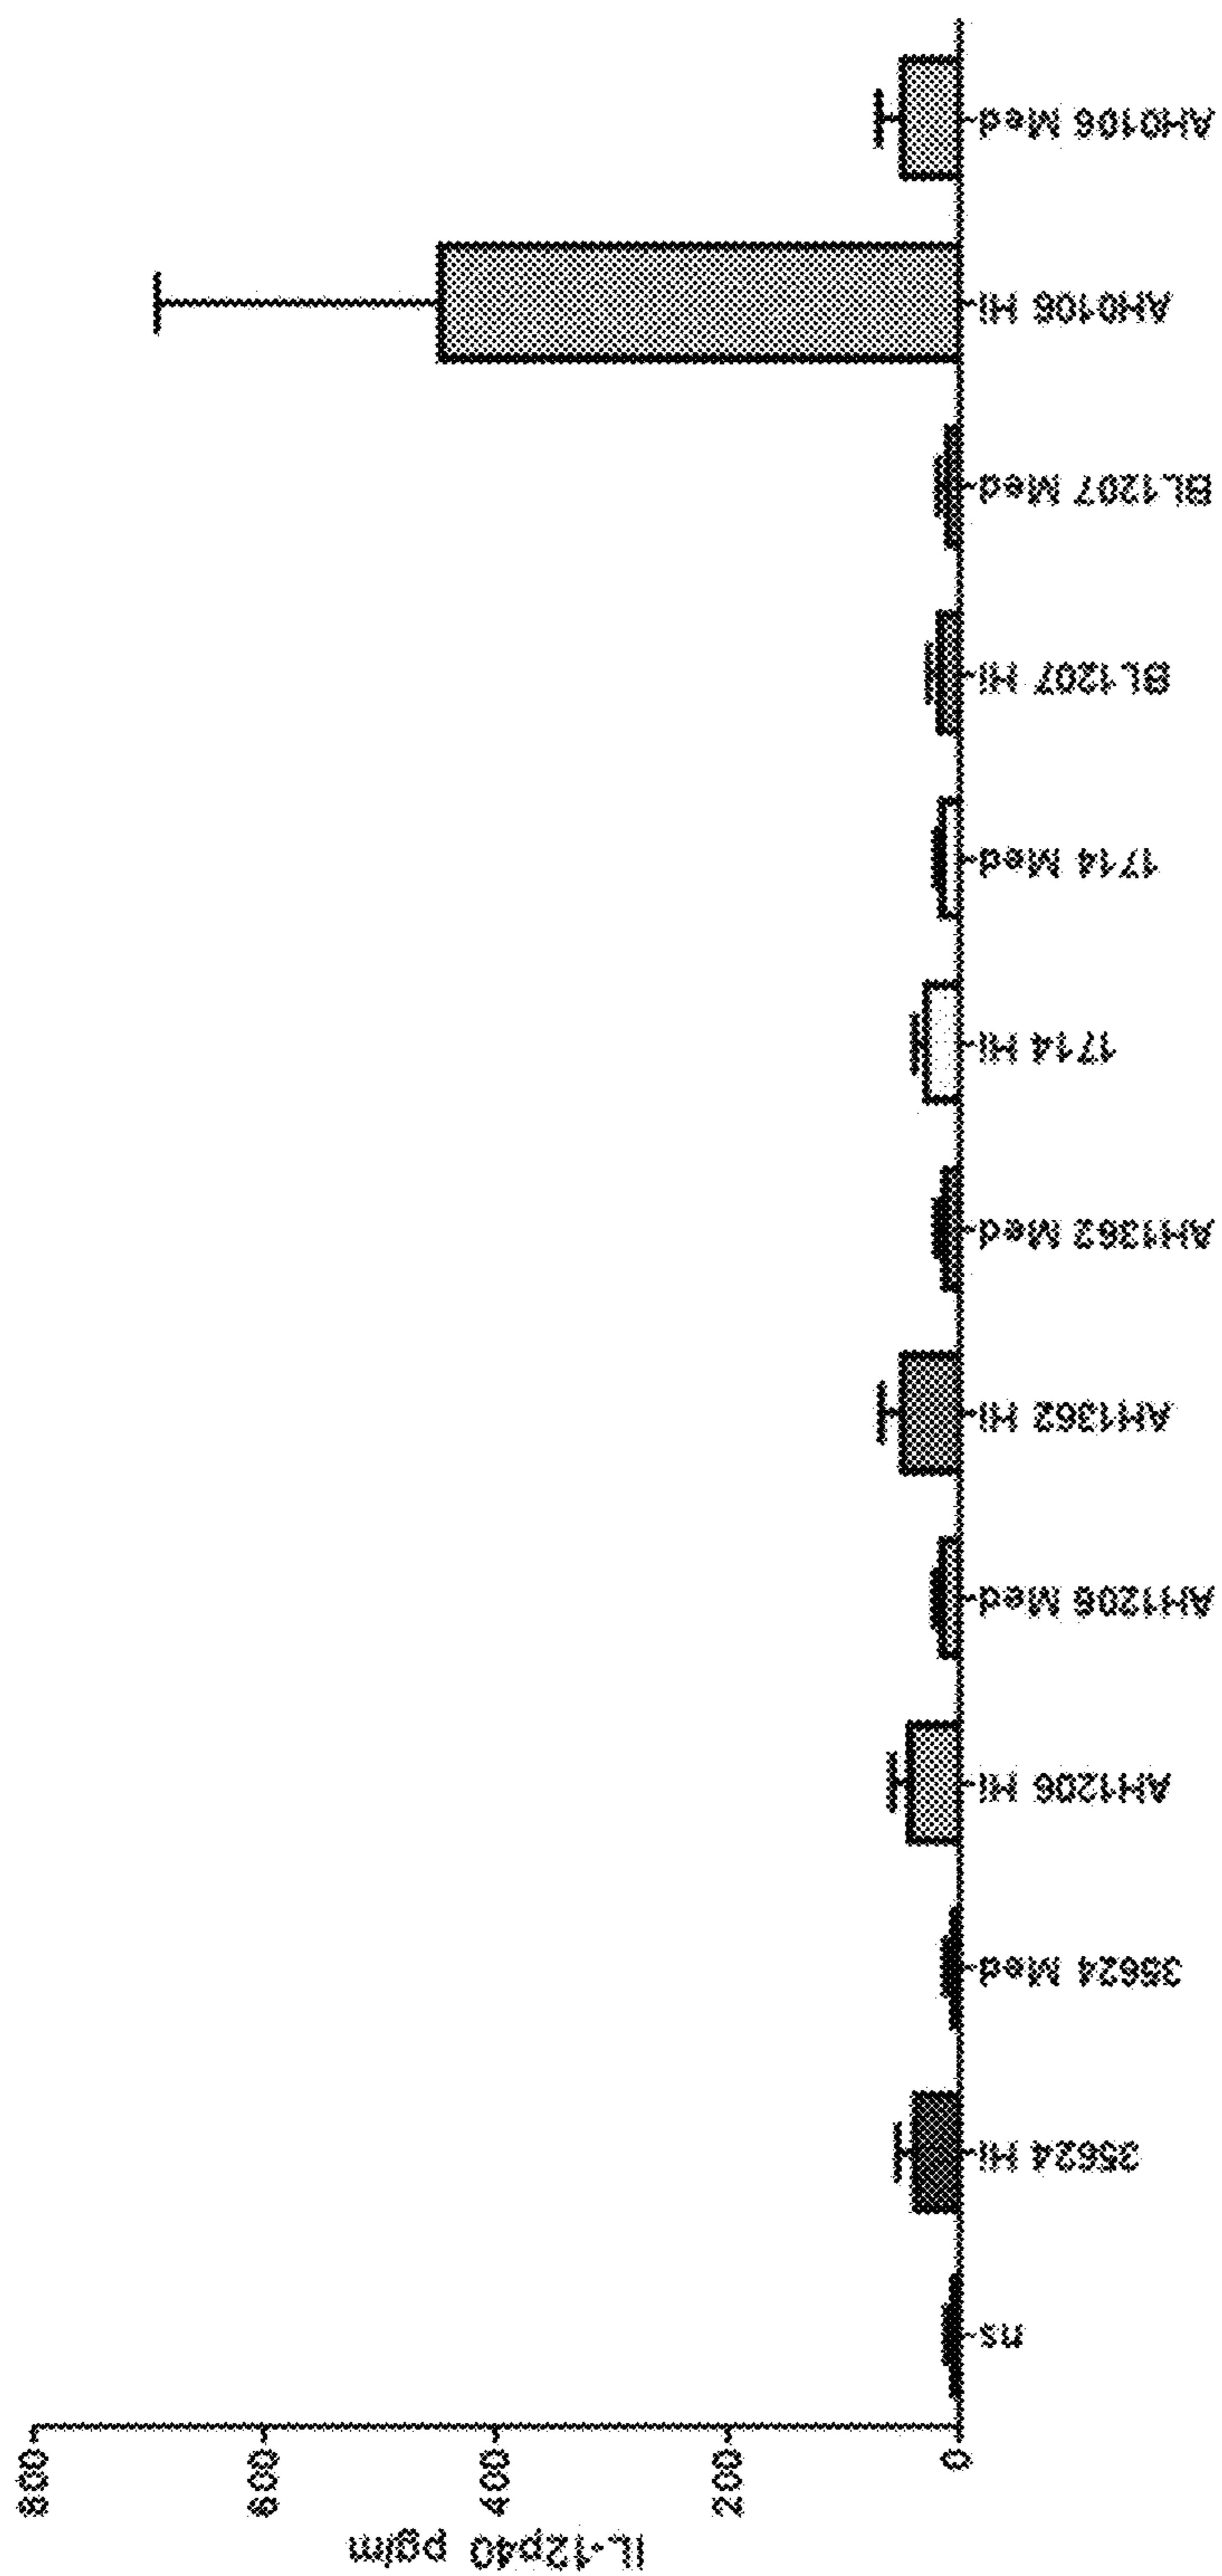 IL-12p40 pg/m
800
600
400
200
0
ns
35624 Hi
35624 Med
AH1206 Hi
AH1206 Med
AH1362 Hi
AH1362 Med
1714 Hi
1714 Med
BL1207 Hi
BL1207 Med
AH0106 Hi
AH0106 Med